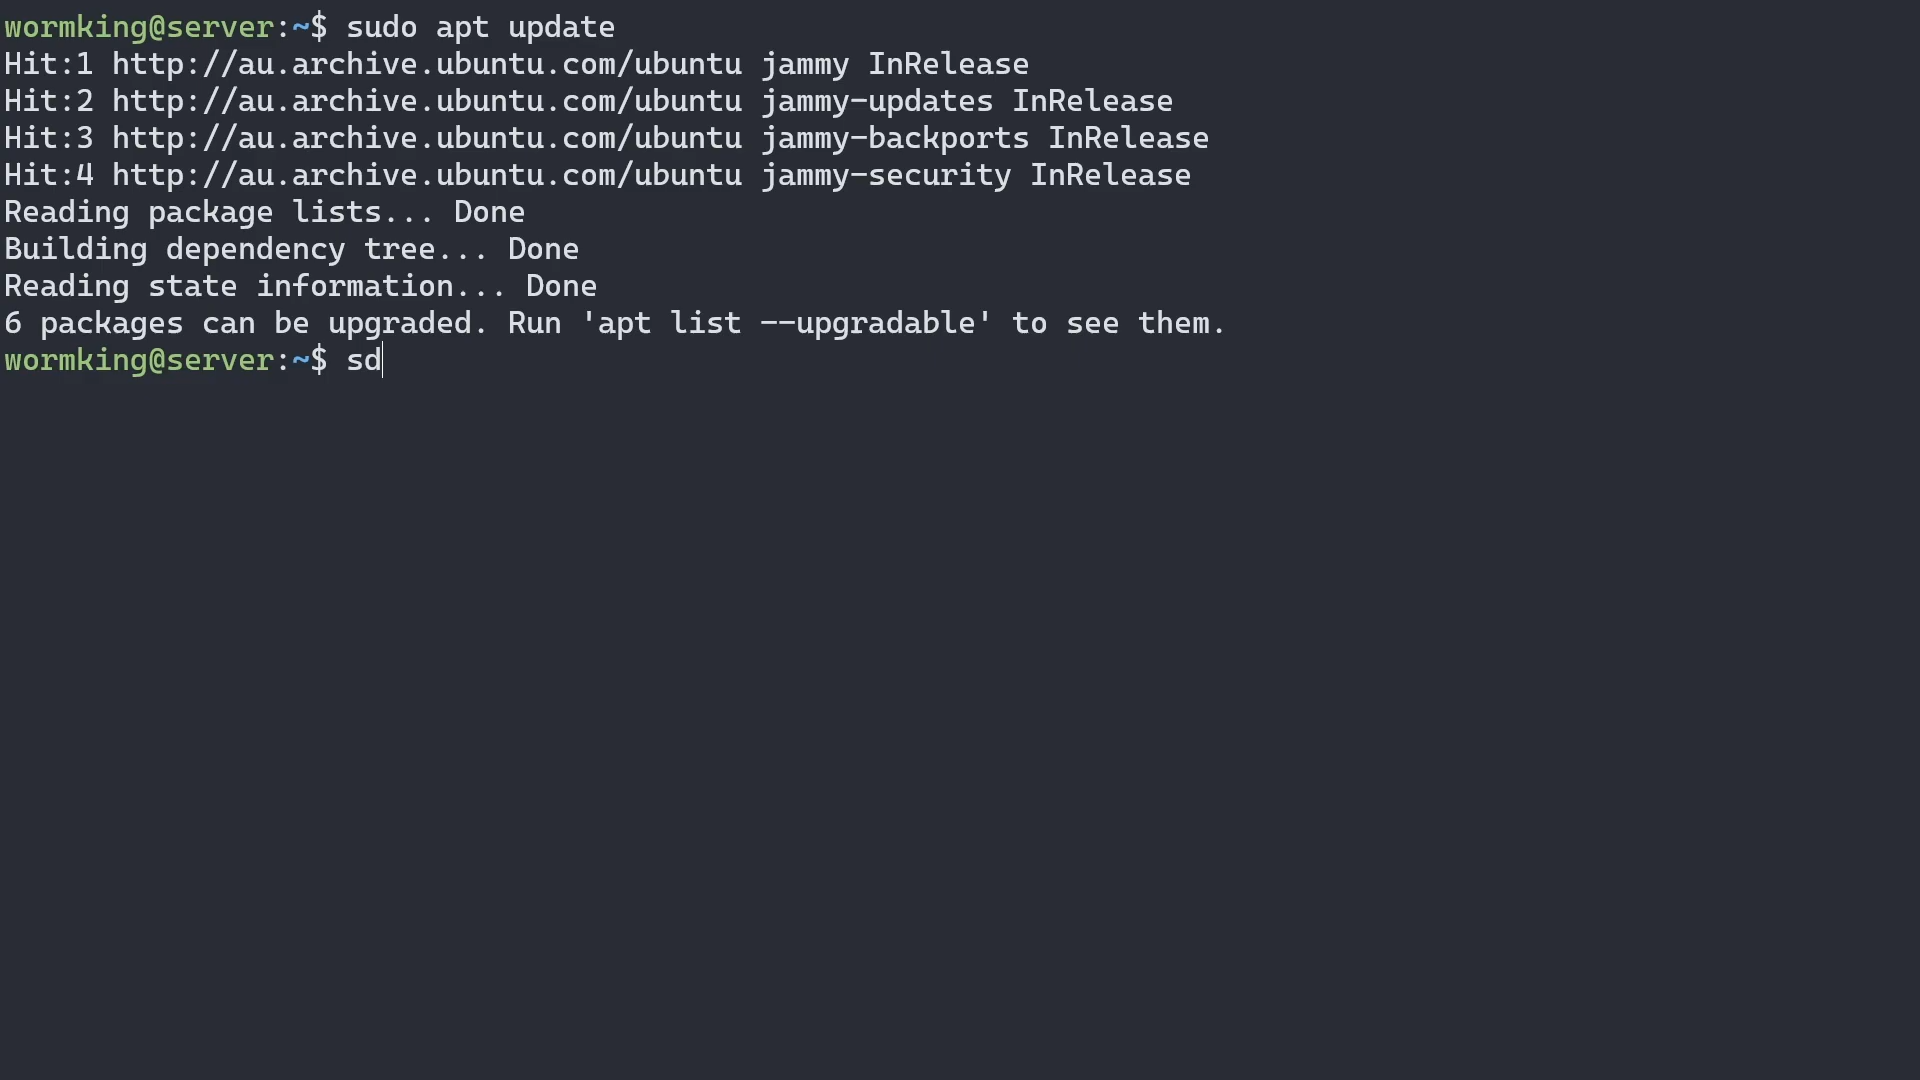 wormking@server:~$ sudo apt update
Hit:1 http://au.archive.ubuntu.com/ubuntu jammy InRelease
Hit:2 http://au.archive.ubuntu.com/ubuntu jammy-updates InRelease
Hit:3 http://au.archive.ubuntu.com/ubuntu jammy-backports InRelease
Hit:4 http://au.archive.ubuntu.com/ubuntu jammy-security InRelease
Reading package lists... Done
Building dependency tree... Done
Reading state information... Done
6 packages can be upgraded. Run 'apt list --upgradable' to see them.
wormking@server:~$ sd